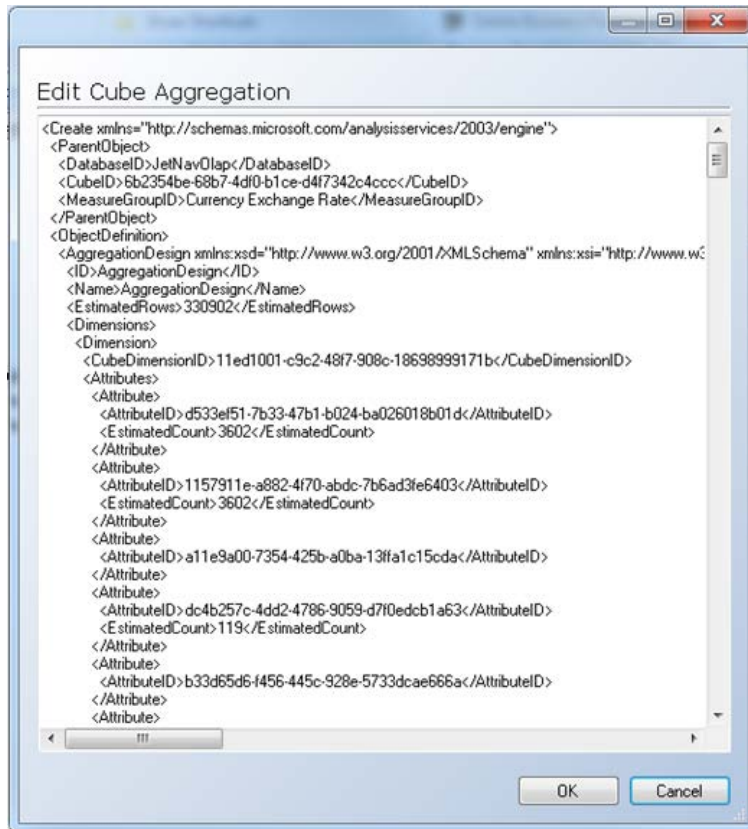 Edit Cube Aggregation
<Create xmlns="http://schemas.microsoft.com/analysisservices/2003/engine">
<ParentObject>
<DatabaseID>JetNavOlap</DatabaseID>
<CubeID>6b2354be-68b7-4df0-b1ce-d4f7342c4ccc</CubeID>
<MeasureGroupID>Currency Exchange Rate</MeasureGroupID>
</ParentObject>
<ObjectDefinition>
<AggregationDesign xmlns:xsd="http://www.w3.org/2001/XMLSchema" xmlns:xsi="http://www.w3
<ID>AggregationDesign</ID>
<Name>AggregationDesign</Name>
<EstimatedRows>330902</EstimatedRows>
<Dimensions>
<Dimension>
<CubeDimensionID>11ed1001-c9c2-48f7-908c-18698999171b</CubeDimensionID>
<Attributes>
<Attribute>
<AttributeID>d533ef51-7b33-47b1-b024-ba026018b01d</AttributeID>
<EstimatedCount>3602</EstimatedCount>
</Attribute>
<Attribute>
<AttributeID>1157911e-a882-4f70-abdc-7b6ad3fe6403</AttributeID>
<EstimatedCount>3602</EstimatedCount>
</Attribute>
<Attribute>
<AttributeID>a11e9a00-7354-425b-a0ba-13ffa1c15cda</AttributeID>
</Attribute>
<Attribute>
<AttributeID>dc4b257c-4dd2-4786-9059-d7f0edcb1a63</AttributeID>
<EstimatedCount>119</EstimatedCount>
</Attribute>
<Attribute>
<AttributeID>b33d65d6-f456-445c-928e-5733dcae666a</AttributeID>
</Attribute>
<Attribute>
OK
Cancel